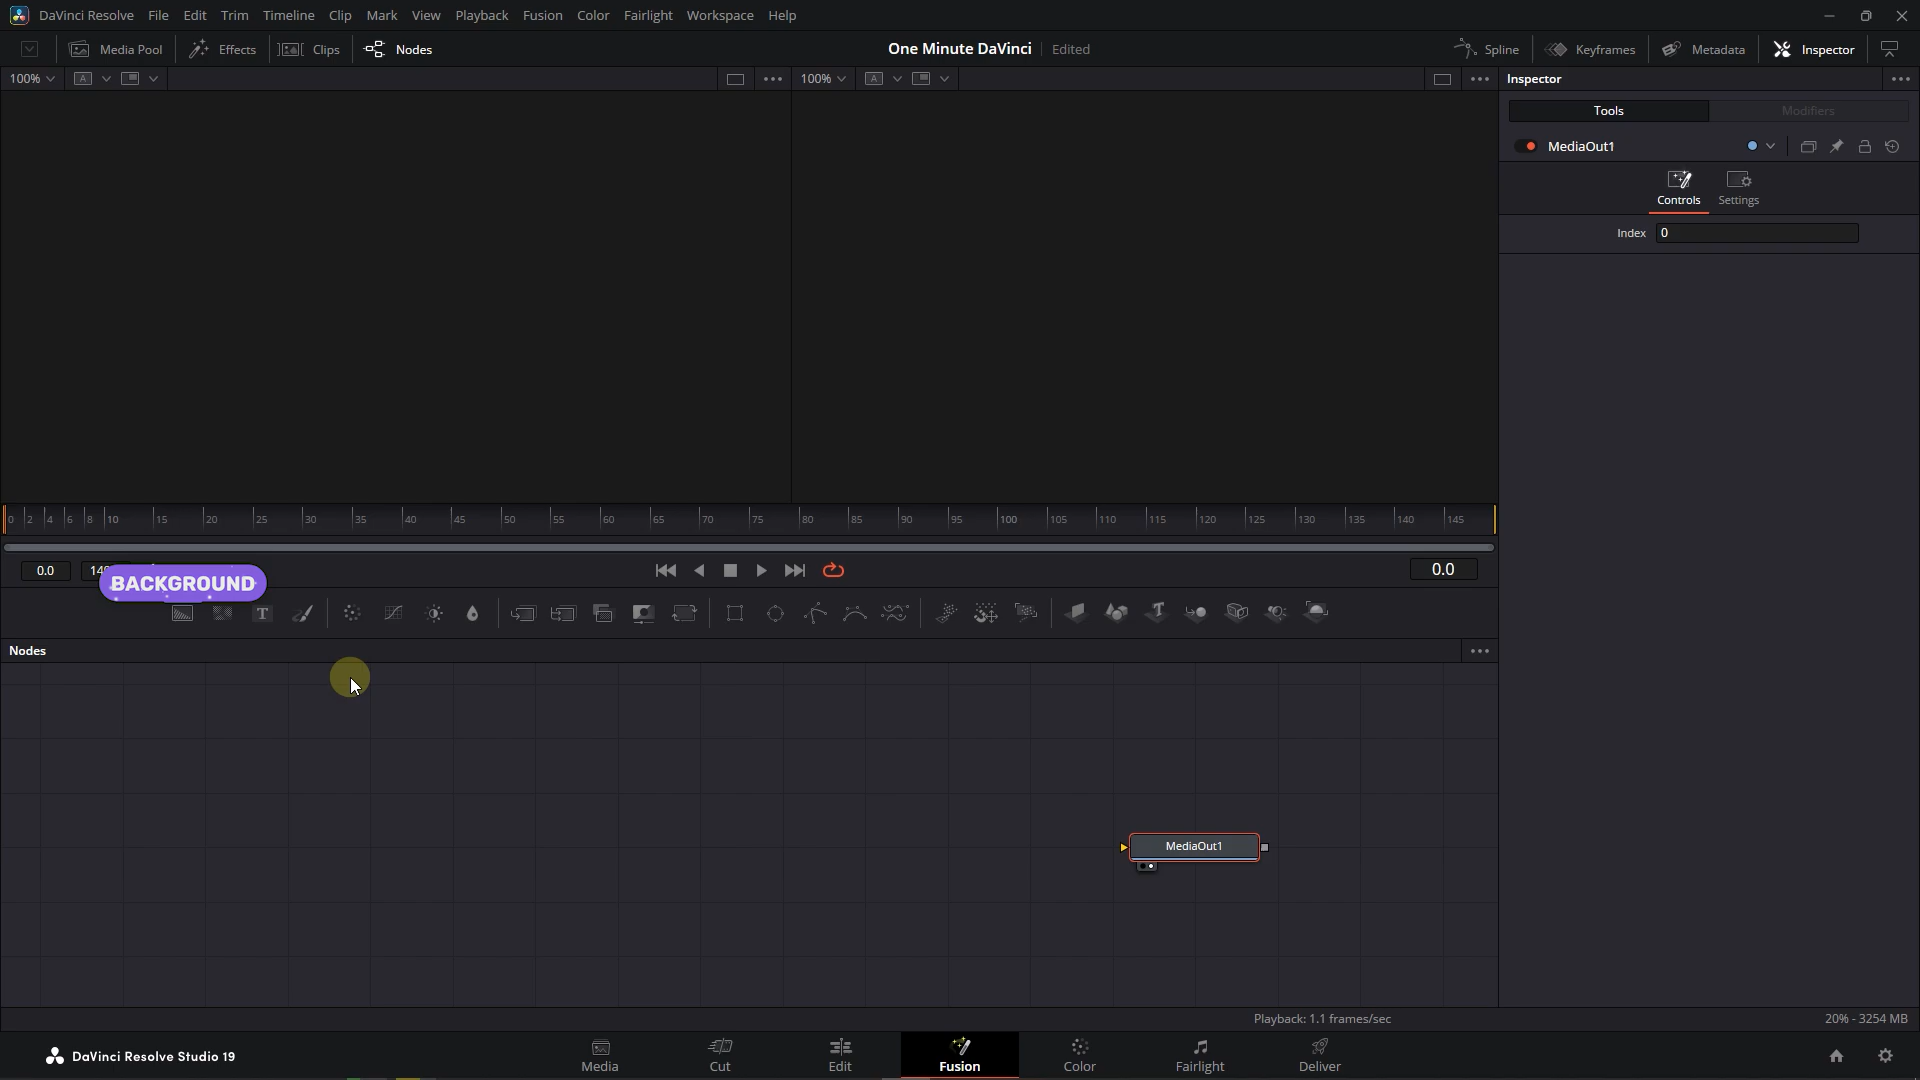 DaVinci Resolve File Edit Trim Timeline Clip Mark View Playback Fusion Color Fairlight Workspace Help
Media Pool Effects Clips Nodes One Minute DaVinci Edited Spline Keyframes Metadata Inspector
100% A 100% A Inspector
Tools Modifiers
MediaOut1
Controls Settings
Index 0
0 2 4 6 8 10 15 20 25 30 35 40 45 50 55 60 65 70 75 80 85 90 95 100 105 110 115 120 125 130 135 140 145
0.0 0.0
BACKGROUND
T
Nodes
MediaOut1
Playback: 1.1 frames/sec 20% - 3254 MB
DaVinci Resolve Studio 19 Media Cut Edit Fusion Color Fairlight Deliver